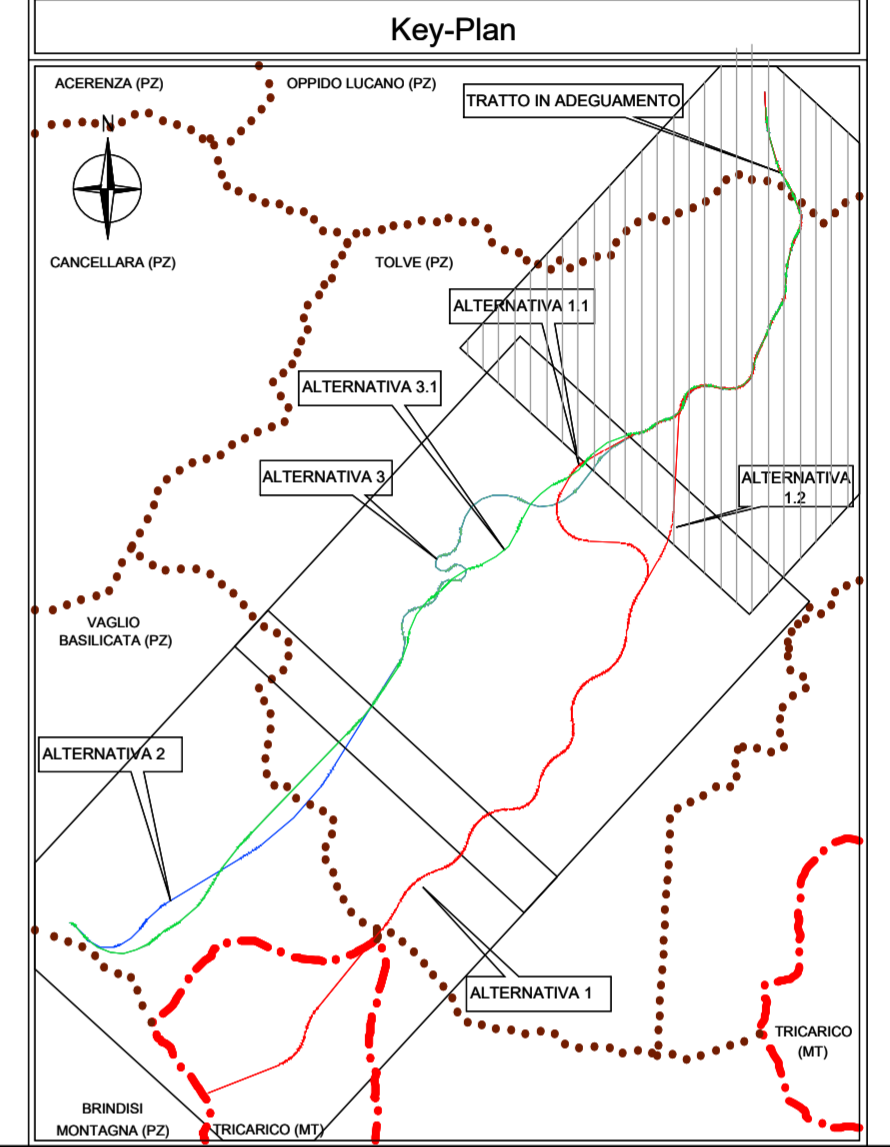 Key-Plan
ACERENZA (PZ)
OPPIDO LUCANO (PZ)
TRATTO IN ADEGUAMENTO
N
CANCELLARA (PZ)
TOLVE (PZ)
ALTERNATIVA 1.1
ALTERNATIVA 3.1
ALTERNATIVA 3
ALTERNATIVA
1.2
VAGLIO
BASILICATA (PZ)
ALTERNATIVA 2
ALTERNATIVA 1
TRICARICO
(MT)
BRINDISI
MONTAGNA (PZ)
TRICARICO (MT)